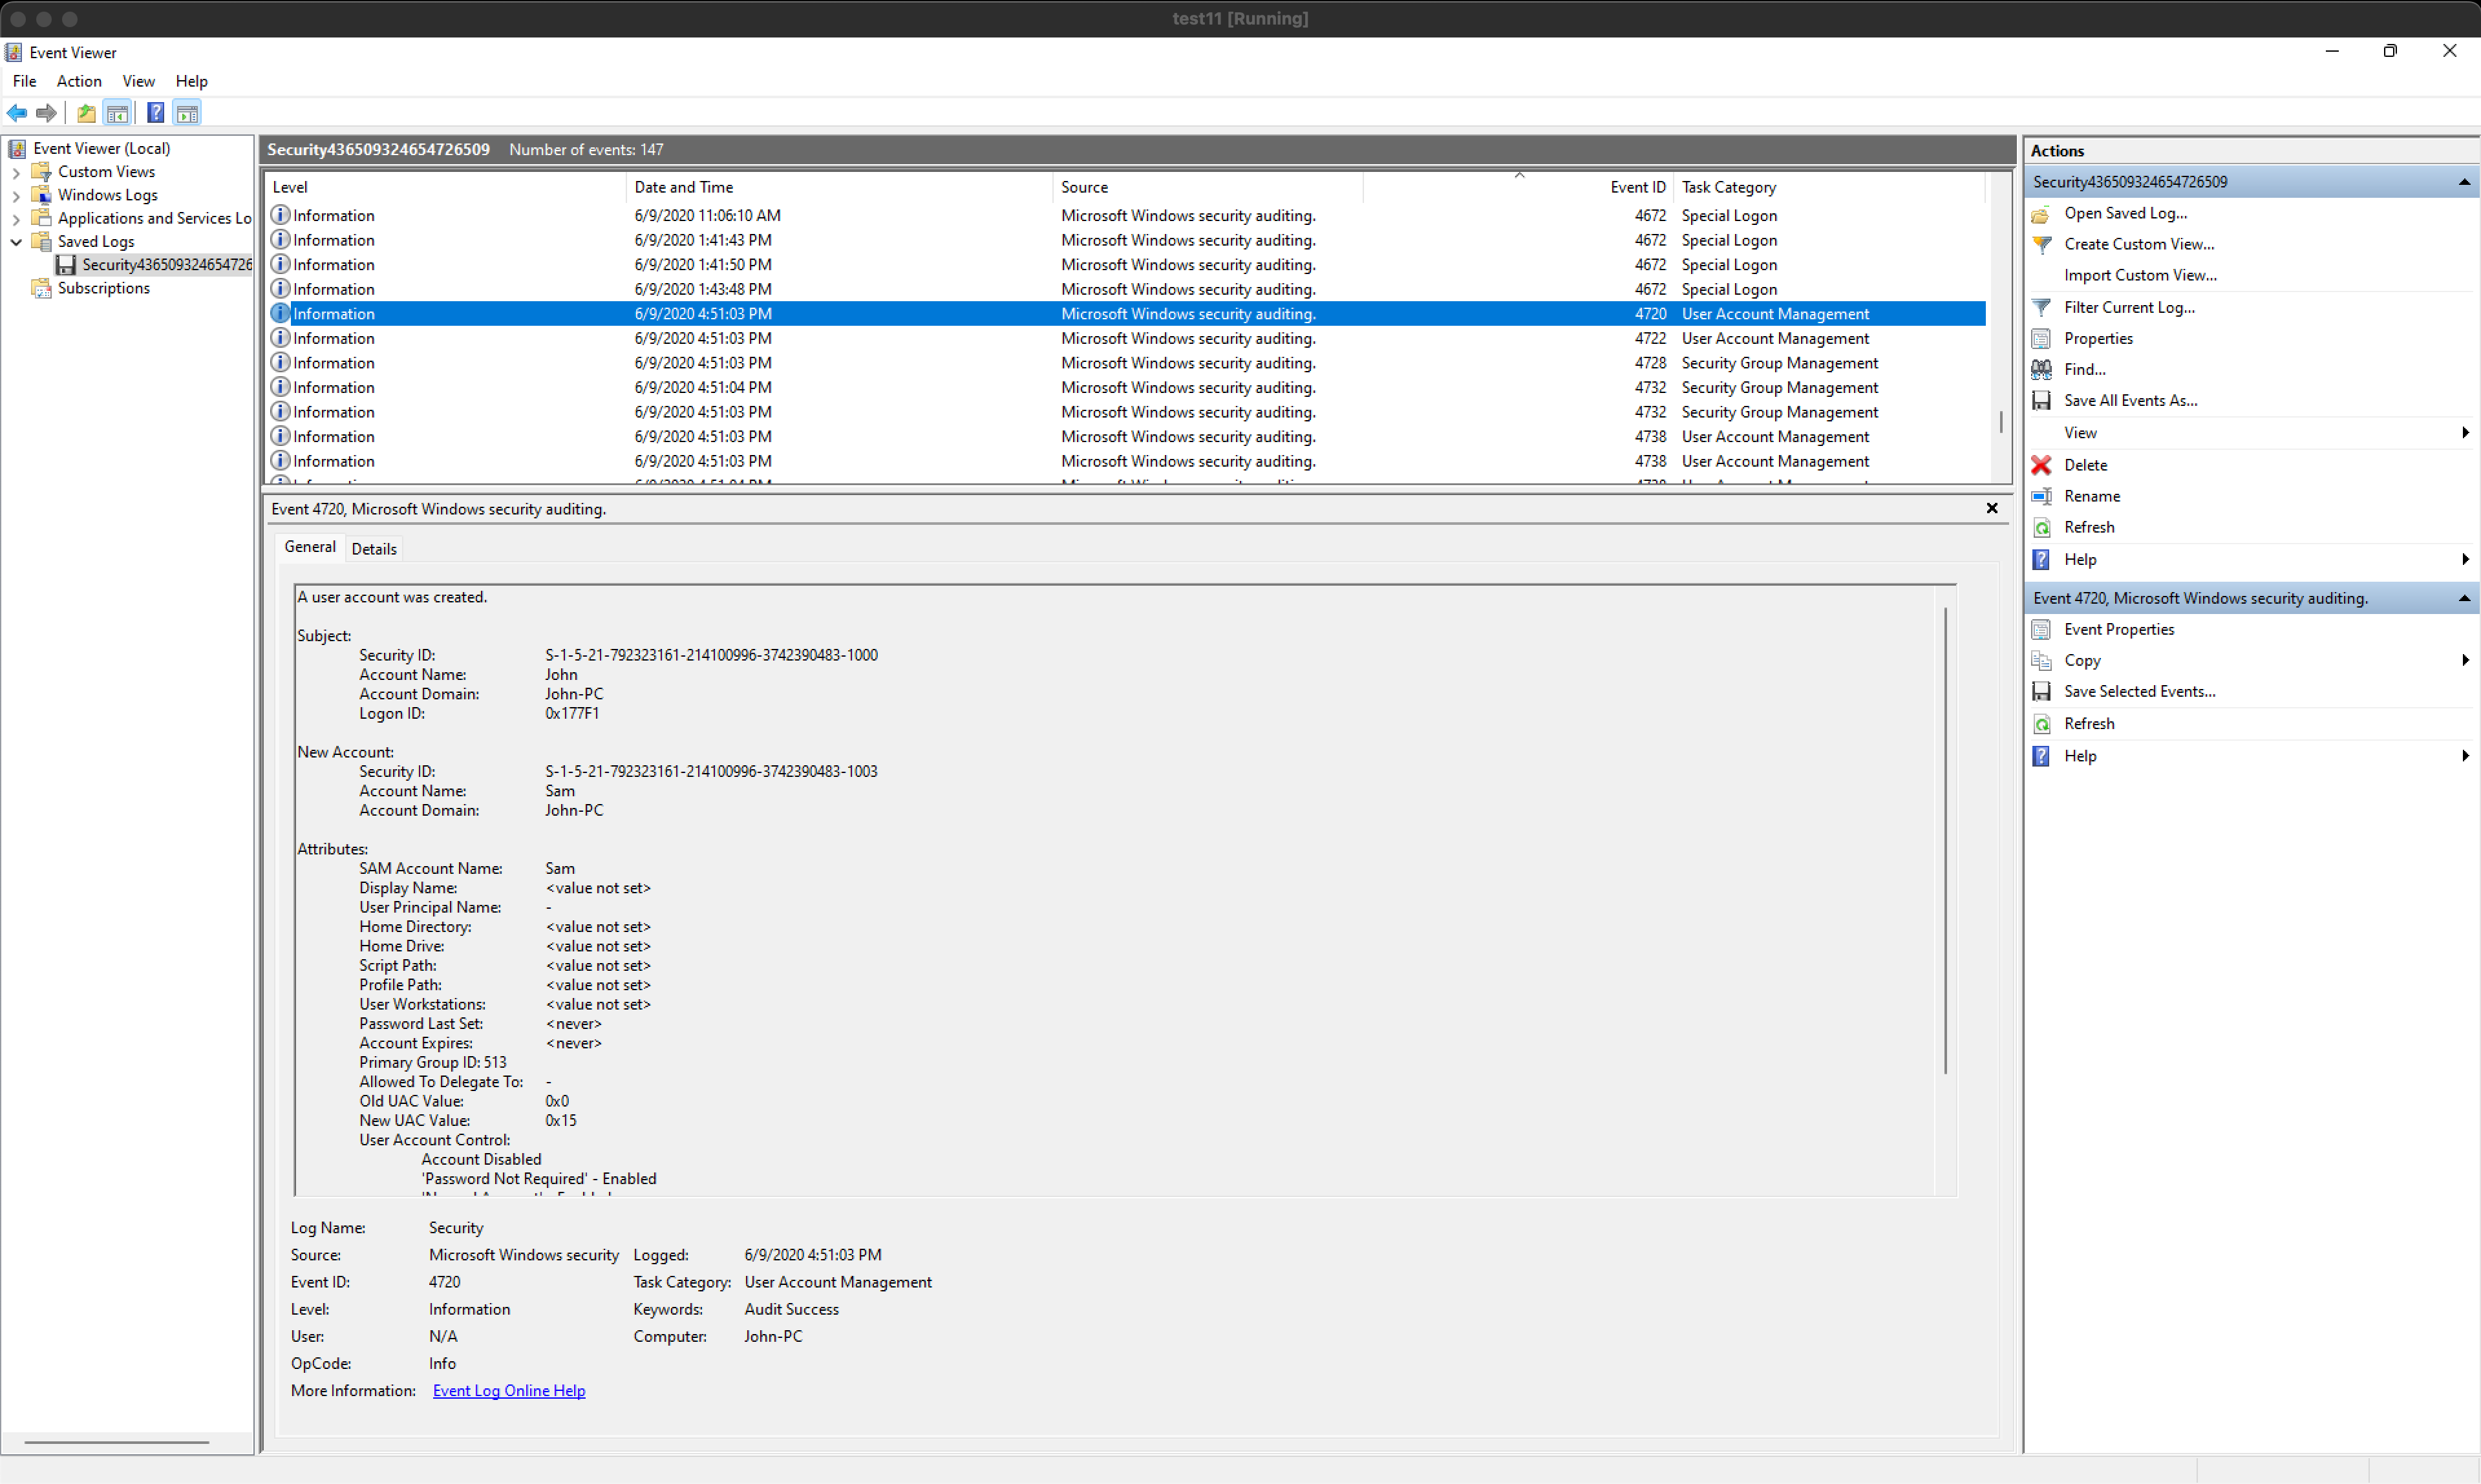 test11 [Running]
Event Viewer
File Action View Help
Event Viewer (Local)
Custom Views
Windows Logs
Applications and Services Lo
Saved Logs
Security436509324654726
Subscriptions
Security436509324654726509 Number of events: 147
Level Date and Time Source Event ID Task Category
Information 6/9/2020 11:06:10 AM Microsoft Windows security auditing. 4672 Special Logon
Information 6/9/2020 1:41:43 PM Microsoft Windows security auditing. 4672 Special Logon
Information 6/9/2020 1:41:50 PM Microsoft Windows security auditing. 4672 Special Logon
Information 6/9/2020 1:43:48 PM Microsoft Windows security auditing. 4672 Special Logon
Information 6/9/2020 4:51:03 PM Microsoft Windows security auditing. 4720 User Account Management
Information 6/9/2020 4:51:03 PM Microsoft Windows security auditing. 4722 User Account Management
Information 6/9/2020 4:51:03 PM Microsoft Windows security auditing. 4728 Security Group Management
Information 6/9/2020 4:51:04 PM Microsoft Windows security auditing. 4732 Security Group Management
Information 6/9/2020 4:51:03 PM Microsoft Windows security auditing. 4732 Security Group Management
Information 6/9/2020 4:51:03 PM Microsoft Windows security auditing. 4738 User Account Management
Information 6/9/2020 4:51:03 PM Microsoft Windows security auditing. 4738 User Account Management
Event 4720, Microsoft Windows security auditing.
General Details
A user account was created.
Subject:
Security ID: S-1-5-21-792323161-214100996-3742390483-1000
Account Name: John
Account Domain: John-PC
Logon ID: 0x177F1
New Account:
Security ID: S-1-5-21-792323161-214100996-3742390483-1003
Account Name: Sam
Account Domain: John-PC
Attributes:
SAM Account Name: Sam
Display Name: <value not set>
User Principal Name: -
Home Directory: <value not set>
Home Drive: <value not set>
Script Path: <value not set>
Profile Path: <value not set>
User Workstations: <value not set>
Password Last Set: <never>
Account Expires: <never>
Primary Group ID: 513
Allowed To Delegate To: -
Old UAC Value: 0x0
New UAC Value: 0x15
User Account Control:
Account Disabled
'Password Not Required' - Enabled
Log Name: Security
Source: Microsoft Windows security Logged: 6/9/2020 4:51:03 PM
Event ID: 4720 Task Category: User Account Management
Level: Information Keywords: Audit Success
User: N/A Computer: John-PC
OpCode: Info
More Information: Event Log Online Help
Actions
Security436509324654726509
Open Saved Log...
Create Custom View...
Import Custom View...
Filter Current Log...
Properties
Find...
Save All Events As...
View
Delete
Rename
Refresh
Help
Event 4720, Microsoft Windows security auditing.
Event Properties
Copy
Save Selected Events...
Refresh
Help